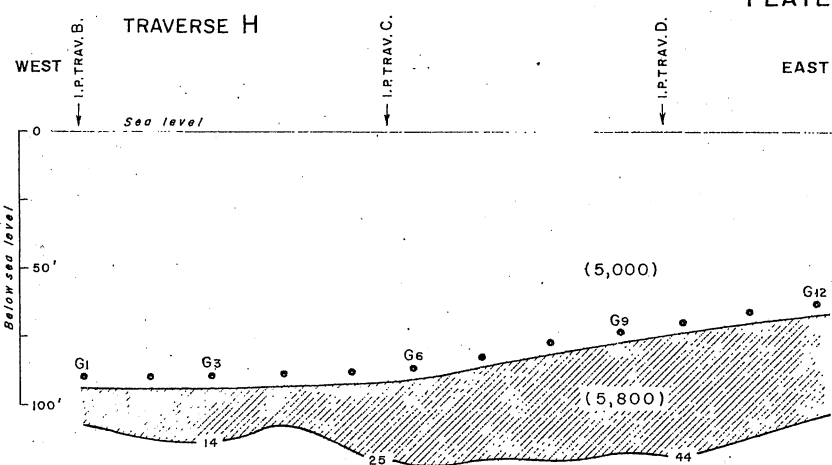 PLATE
TRAVERSE H
I.P. TRAV. B.
I.P. TRAV. C.
I.P. TRAV. D.
WEST
EAST
Sea level
0
Below sea level
50'
(5,000)
G1
G3
G6
G9
G12
100'
(5,800)
14
25
44